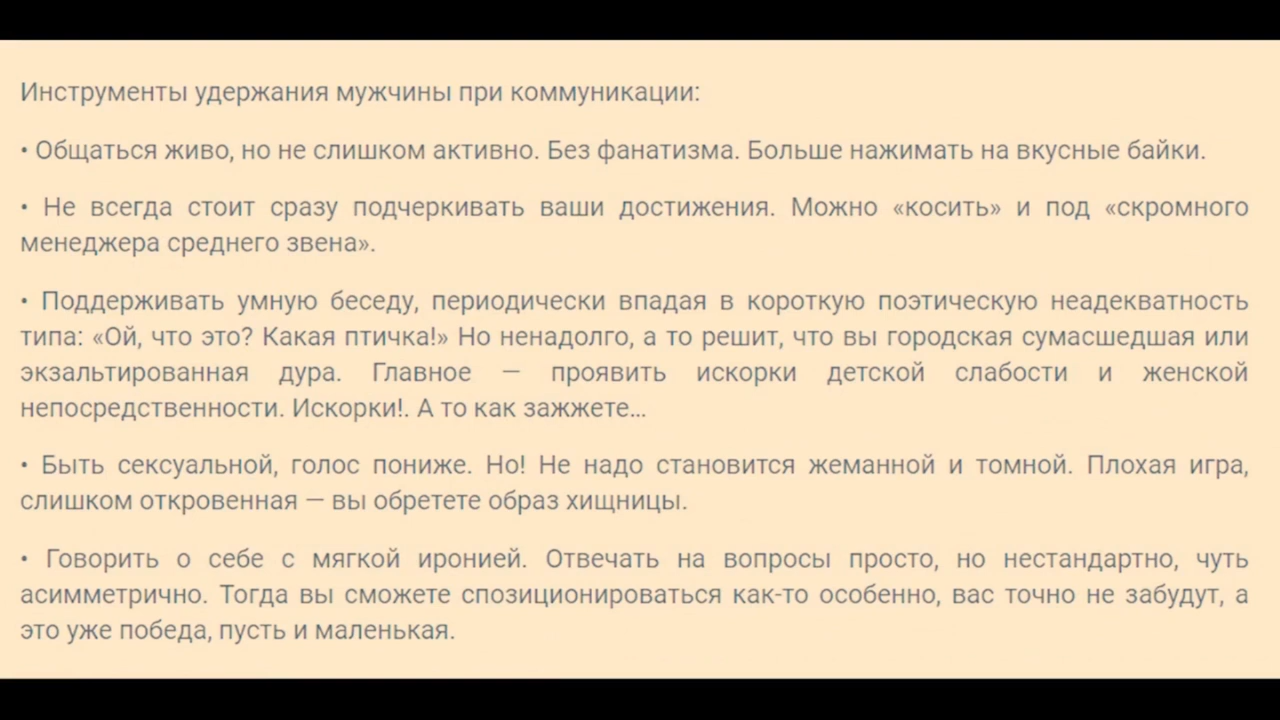 Инструменты удержания мужчины при коммуникации:
• Общаться живо, но не слишком активно. Без фанатизма. Больше нажимать на вкусные байки.
• Не всегда стоит сразу подчеркивать ваши достижения. Можно «косить» и под «скромного
менеджера среднего звена».
• Поддерживать умную беседу, периодически впадая в короткую поэтическую неадекватность
типа: «Ой, что это? Какая птичка!» Но ненадолго, а то решит, что вы городская сумасшедшая или
экзальтированная дура. Главное — проявить искорки детской слабости и женской
непосредственности. Искорки!. А то как зажжете…
• Быть сексуальной, голос пониже. Но! Не надо становится жеманной и томной. Плохая игра,
слишком откровенная — вы обретете образ хищницы.
• Говорить о себе с мягкой иронией. Отвечать на вопросы просто, но нестандартно, чуть
асимметрично. Тогда вы сможете спозиционироваться как-то особенно, вас точно не забудут, а
это уже победа, пусть и маленькая.